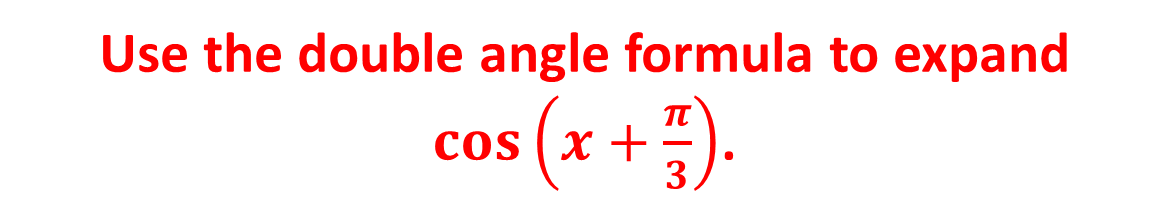 Use the double angle formula to expand
cos (x + π/3).